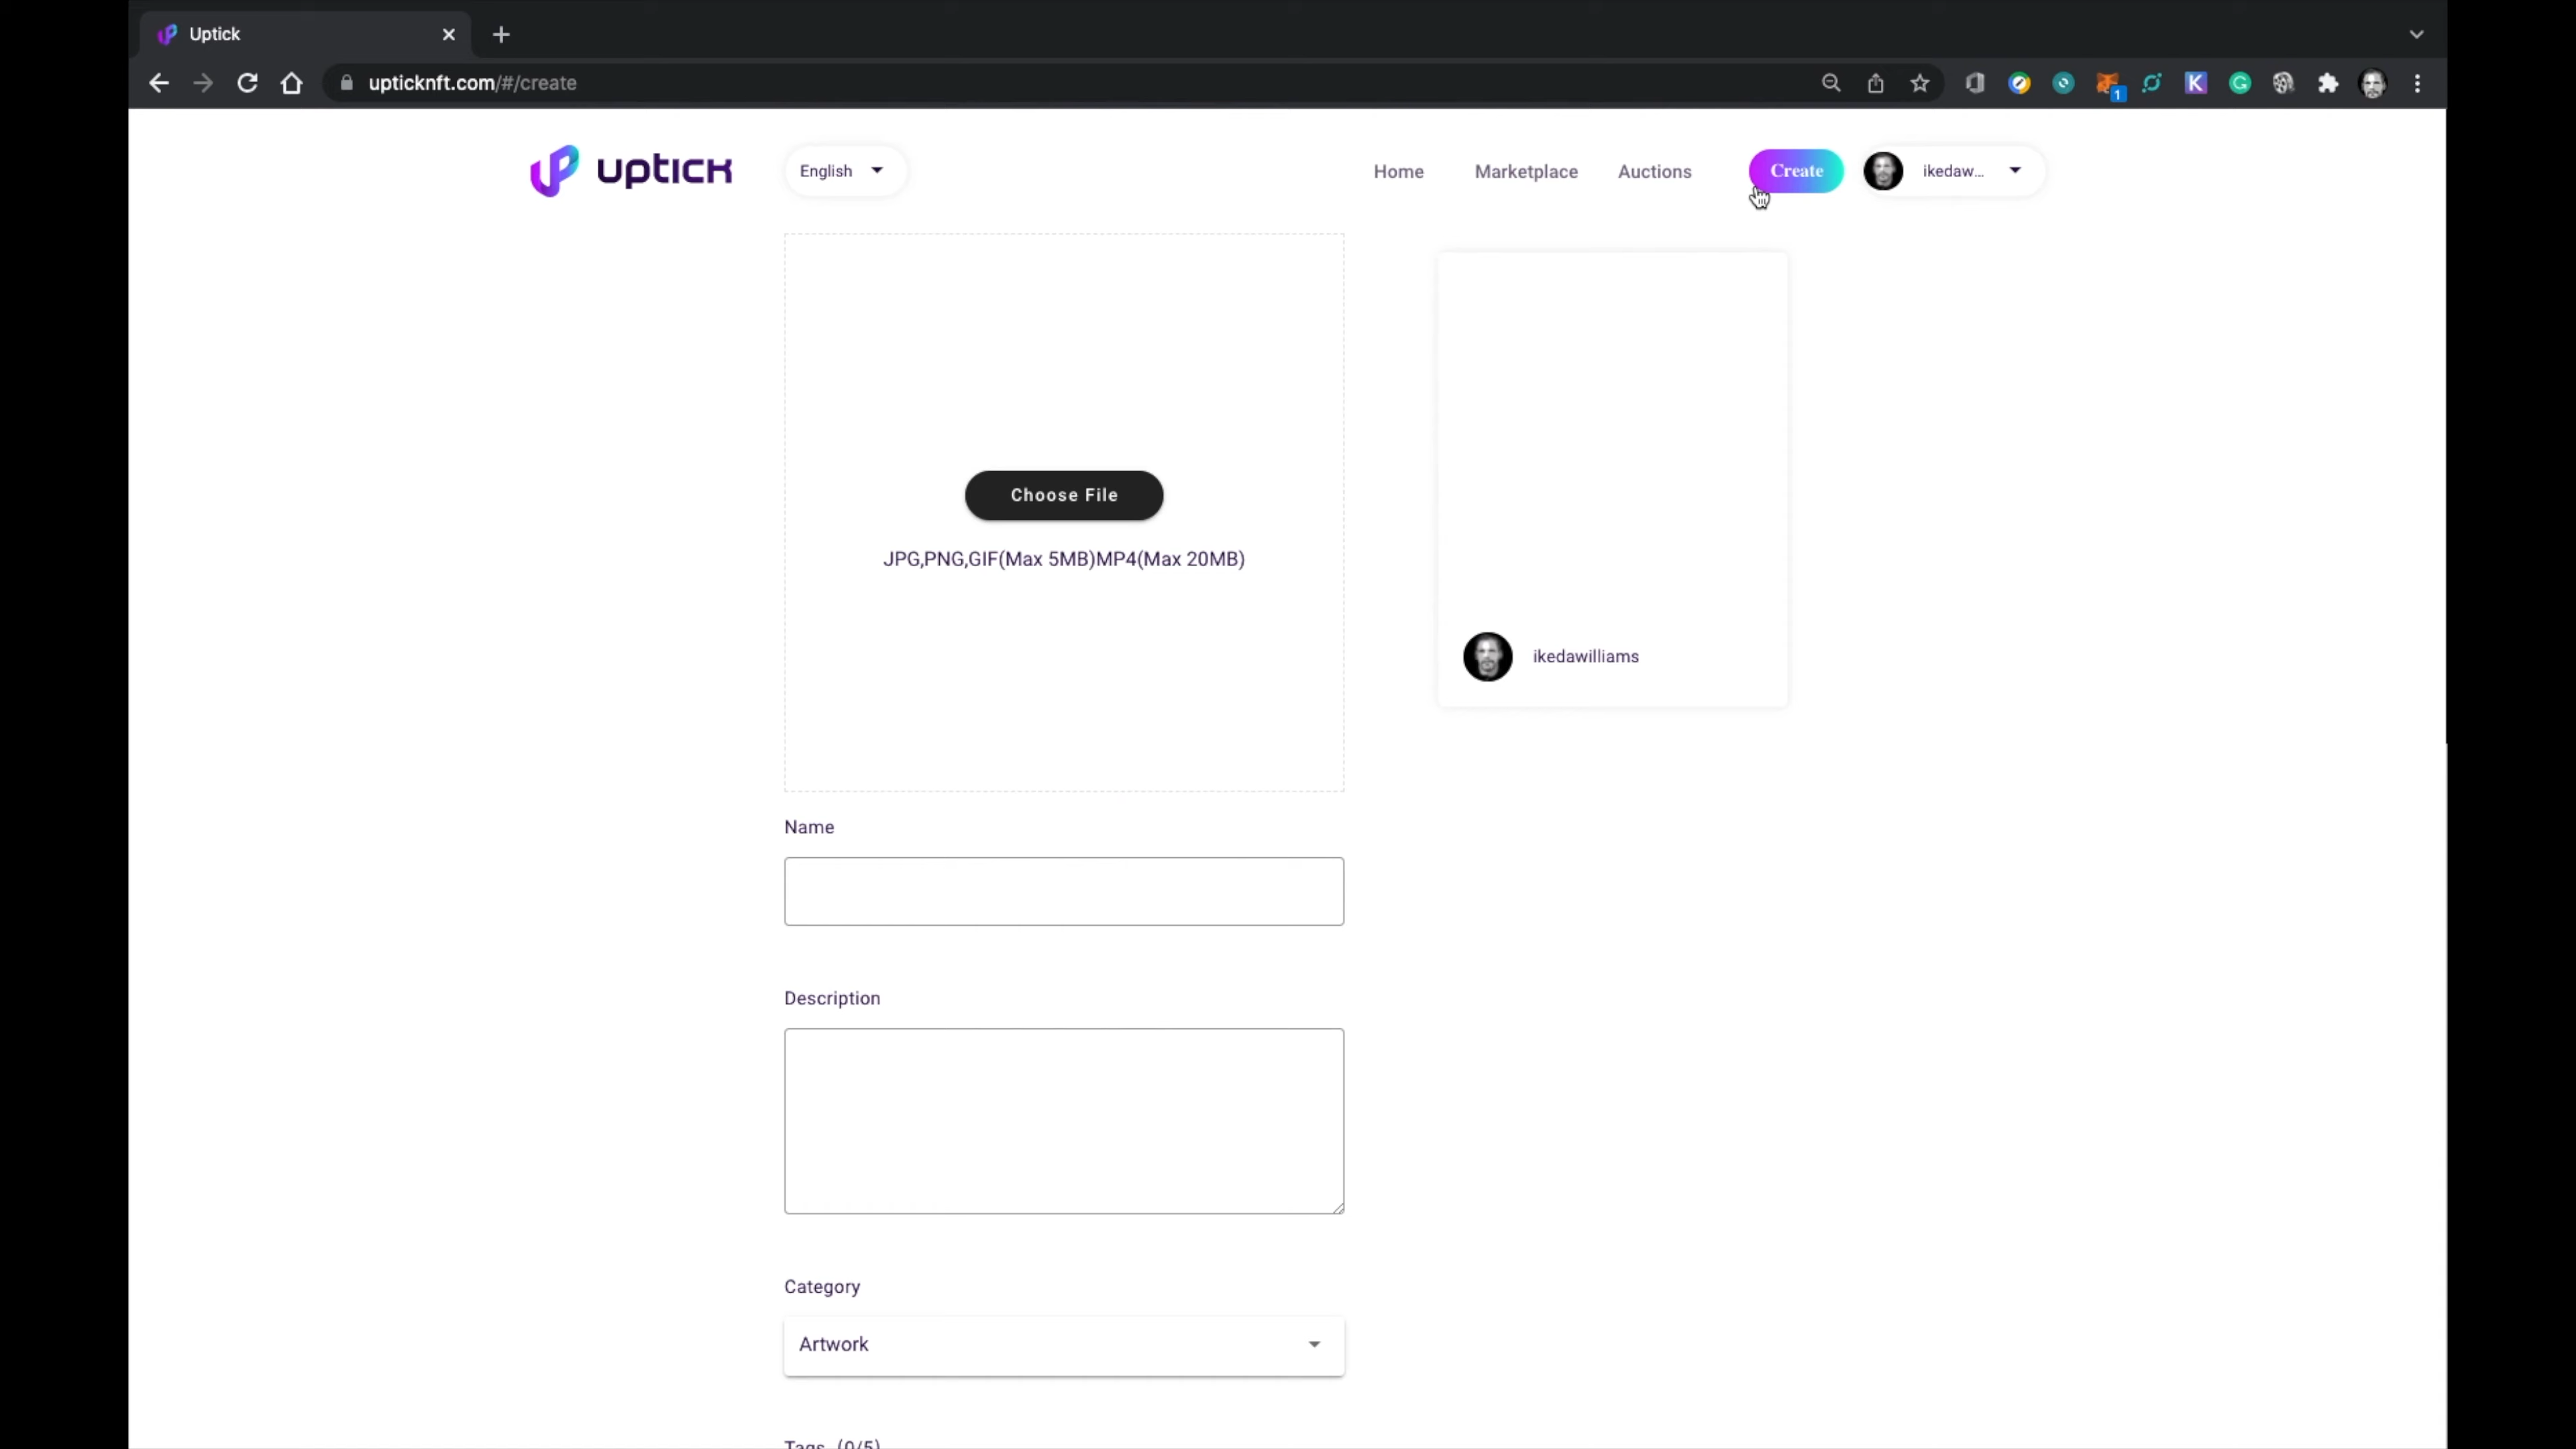 Uptick
upticknft.com/#/create
1
K
uptick
English
Home
Marketplace
Auctions
Create
ikedaw...
Choose File
JPG,PNG,GIF(Max 5MB)MP4(Max 20MB)
ikedawilliams
Name
Description
Category
Artwork
Tags (0/5)